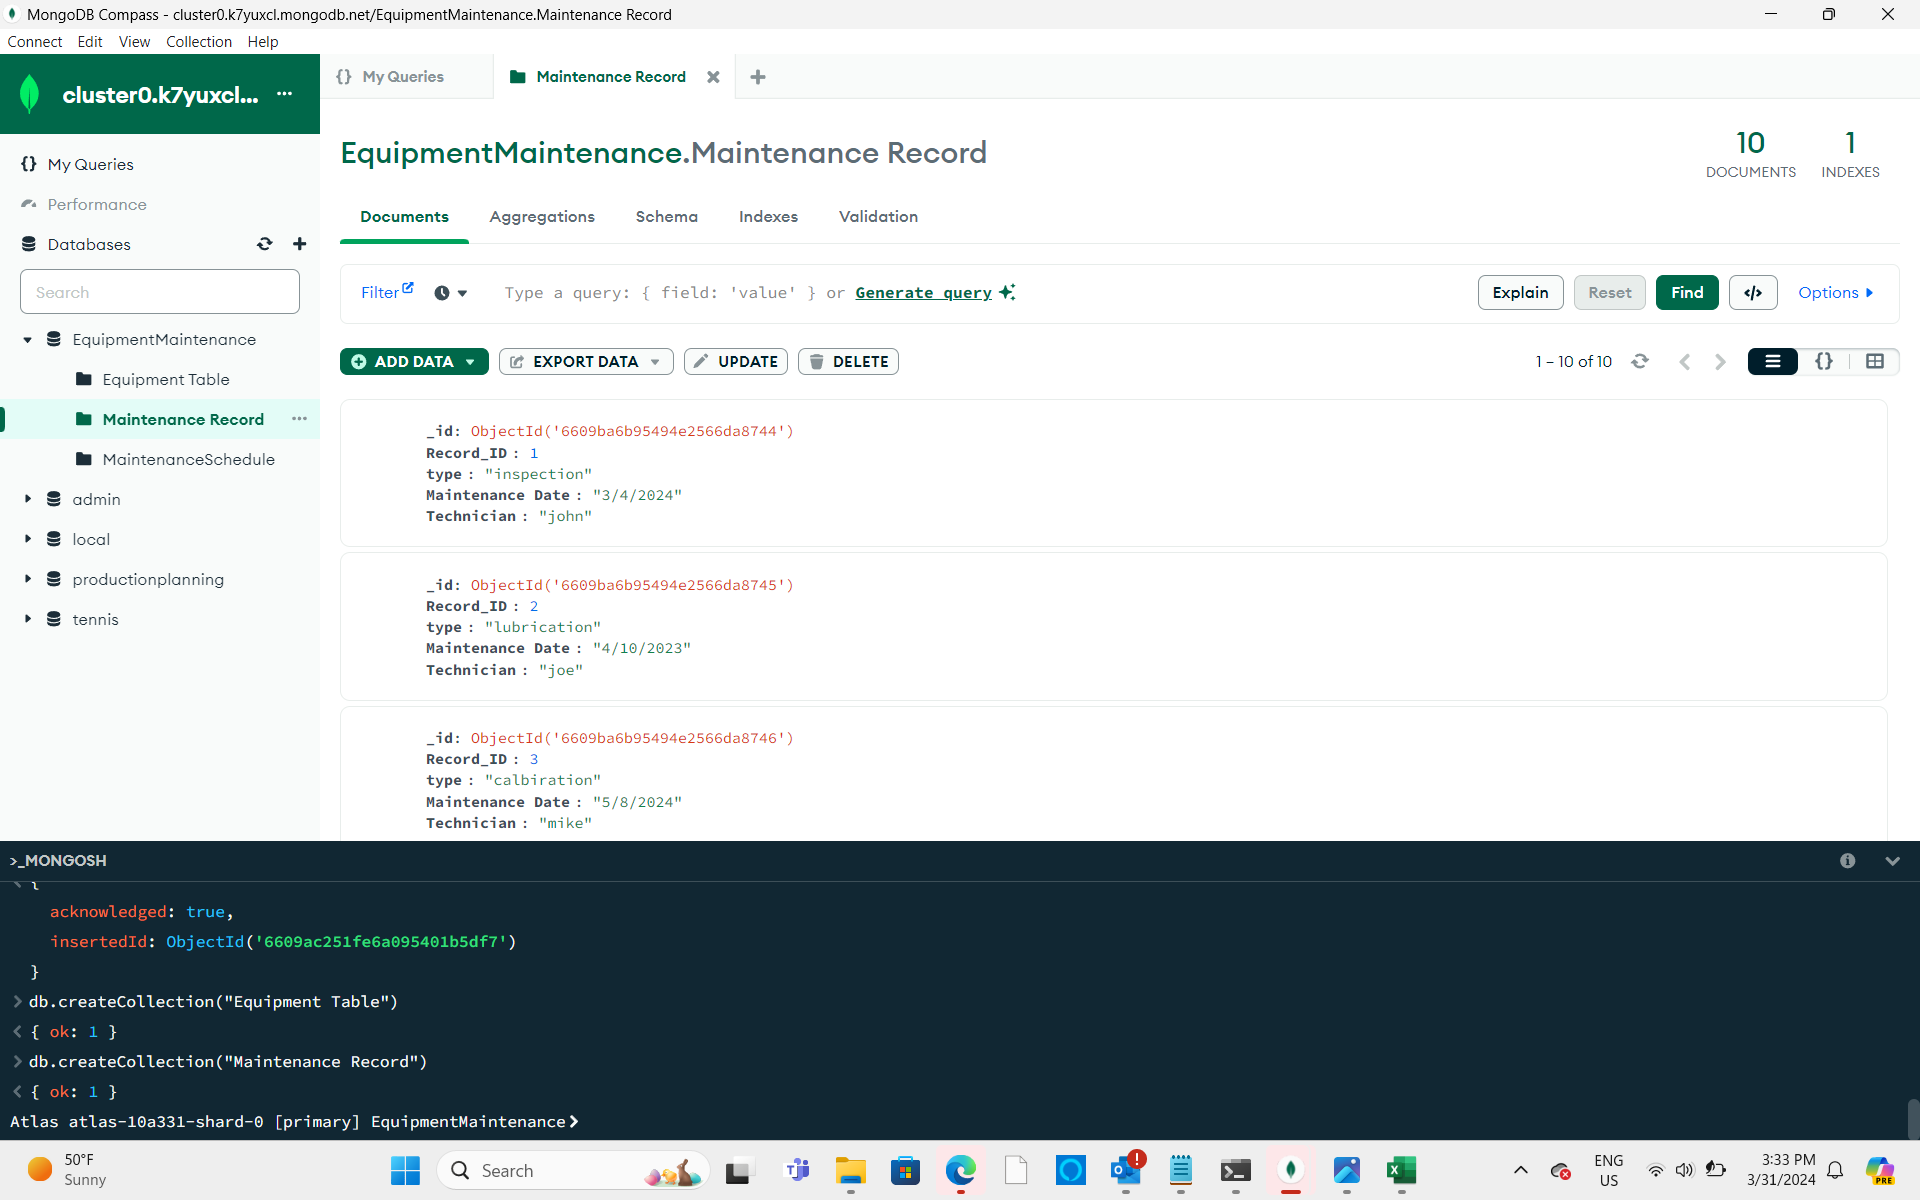 MongoDB Compass - cluster0.k7yuxcl.mongodb.net/EquipmentMaintenance.Maintenance Record
Connect Edit View Collection Help
cluster0.k7yuxcl... ...
{} My Queries
Maintenance Record
My Queries
Performance
Databases
Search
EquipmentMaintenance
Equipment Table
Maintenance Record ...
MaintenanceSchedule
admin
local
productionplanning
tennis
EquipmentMaintenance.Maintenance Record
10
DOCUMENTS
1
INDEXES
Documents Aggregations Schema Indexes Validation
Filter Type a query: { field: 'value' } or Generate query Explain Reset Find </> Options
ADD DATA EXPORT DATA UPDATE DELETE 1 – 10 of 10 {}
_id: ObjectId('6609ba6b95494e2566da8744')
Record_ID : 1
type : "inspection"
Maintenance Date : "3/4/2024"
Technician : "john"
_id: ObjectId('6609ba6b95494e2566da8745')
Record_ID : 2
type : "lubrication"
Maintenance Date : "4/10/2023"
Technician : "joe"
_id: ObjectId('6609ba6b95494e2566da8746')
Record_ID : 3
type : "calbiration"
Maintenance Date : "5/8/2024"
Technician : "mike"
>_MONGOSH
{
acknowledged: true,
insertedId: ObjectId('6609ac251fe6a095401b5df7')
}
> db.createCollection("Equipment Table")
< { ok: 1 }
> db.createCollection("Maintenance Record")
< { ok: 1 }
Atlas atlas-10a331-shard-0 [primary] EquipmentMaintenance>
50°F
Sunny
Search
ENG
US
3:33 PM
3/31/2024
PRE